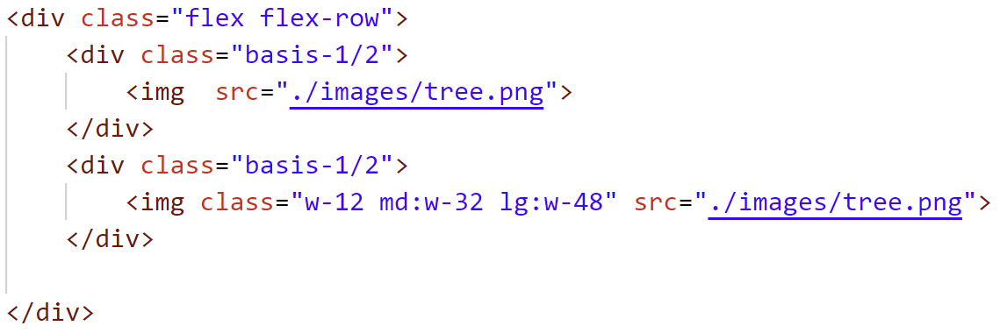 <div class="flex flex-row">
    <div class="basis-1/2">
        <img  src="./images/tree.png">
    </div>
    <div class="basis-1/2">
        <img class="w-12 md:w-32 lg:w-48" src="./images/tree.png">
    </div>

</div>